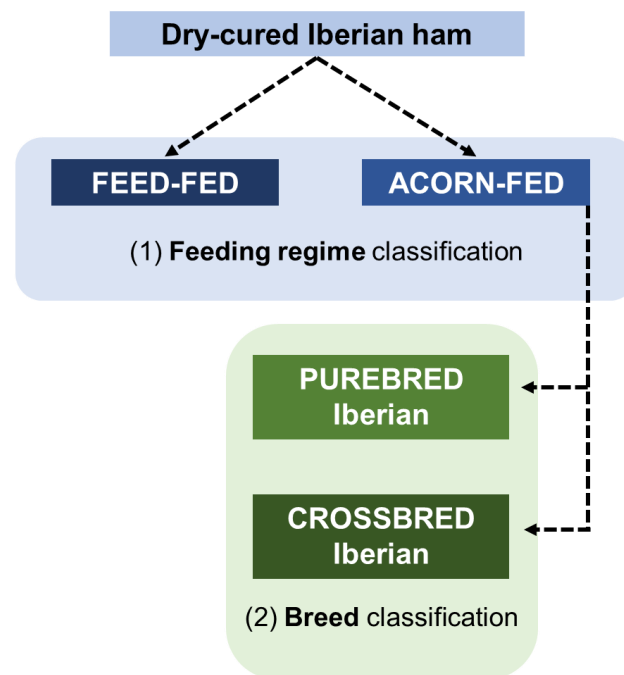 Dry-cured Iberian ham
FEED-FED
ACORN-FED
(1) Feeding regime classification
PUREBRED
Iberian
CROSSBRED
Iberian
(2) Breed classification